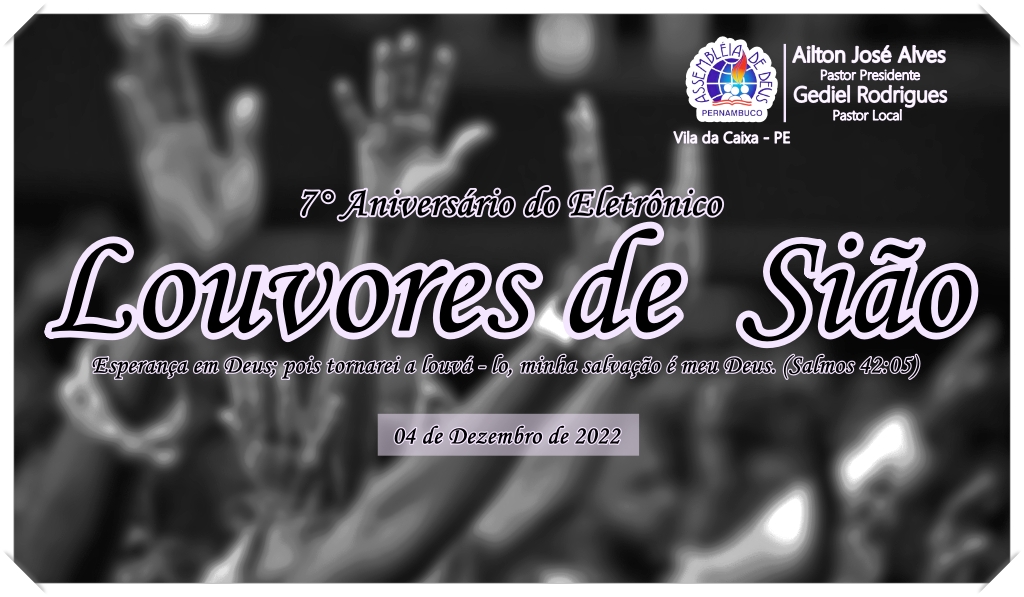 ASSEMBLÉIA DE DEUS
PERNAMBUCO
Vila da Caixa - PE
Ailton José Alves
Pastor Presidente
Gediel Rodrigues
Pastor Local
7° Aniversário do Eletrônico
Louvores de Sião
Esperança em Deus; pois tornarei a louvá - lo, minha salvação é meu Deus. (Salmos 42:05)
04 de Dezembro de 2022